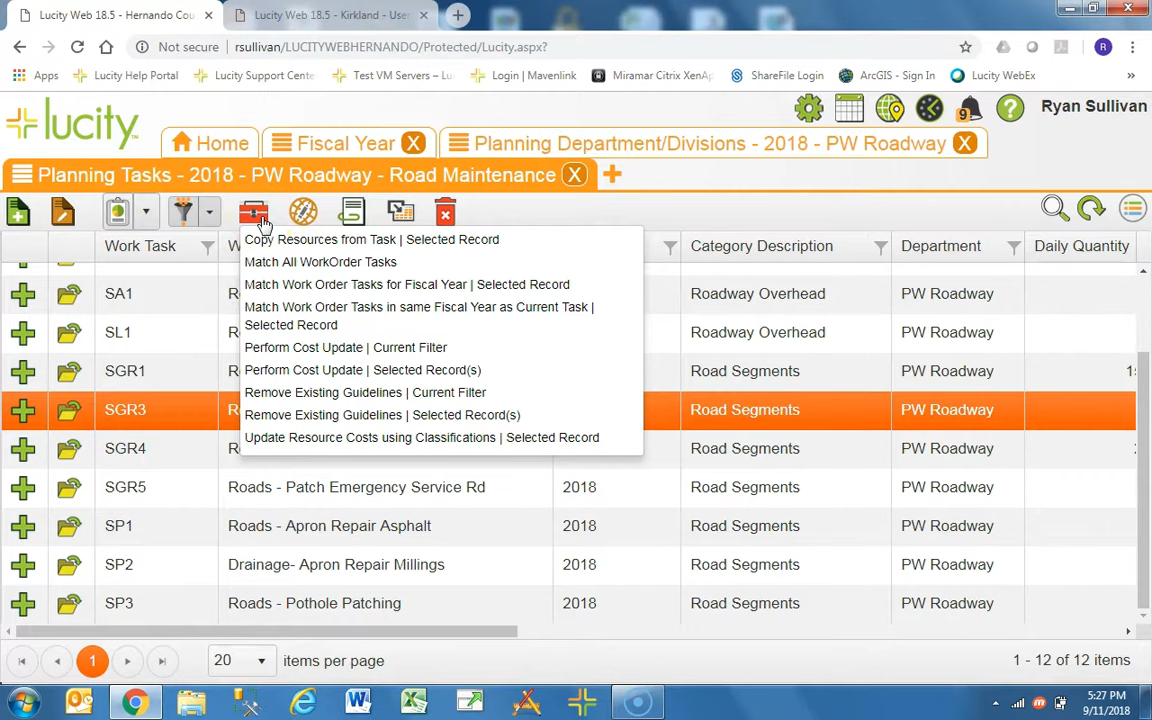 Lucity Web 18.5 - Hernando Cou × Lucity Web 18.5 - Kirkland - User ×
Not secure rsullivan/LUCITYWEBHERNANDO/Protected/Lucity.aspx? R
Apps Lucity Help Portal Lucity Support Cente Test VM Servers – Lu Login | Mavenlink Miramar Citrix XenAp ShareFile Login ArcGIS - Sign In Lucity WebEx »
lucity 9 ? Ryan Sullivan
Home Fiscal Year X Planning Department/Divisions - 2018 - PW Roadway X
Planning Tasks - 2018 - PW Roadway - Road Maintenance X
Copy Resources from Task | Selected Record
Match All WorkOrder Tasks
Match Work Order Tasks for Fiscal Year | Selected Record
Match Work Order Tasks in same Fiscal Year as Current Task |
Selected Record
Perform Cost Update | Current Filter
Perform Cost Update | Selected Record(s)
Remove Existing Guidelines | Current Filter
Remove Existing Guidelines | Selected Record(s)
Update Resource Costs using Classifications | Selected Record
Work Task W Category Description Department Daily Quantity
SA1 R Roadway Overhead PW Roadway
SL1 R Roadway Overhead PW Roadway
SGR1 R Road Segments PW Roadway
SGR3 R Road Segments PW Roadway
SGR4 R Road Segments PW Roadway
SGR5 Roads - Patch Emergency Service Rd 2018 Road Segments PW Roadway
SP1 Roads - Apron Repair Asphalt 2018 Road Segments PW Roadway
SP2 Drainage- Apron Repair Millings 2018 Road Segments PW Roadway
SP3 Roads - Pothole Patching 2018 Road Segments PW Roadway
1 20 items per page 1 - 12 of 12 items
5:27 PM
9/11/2018